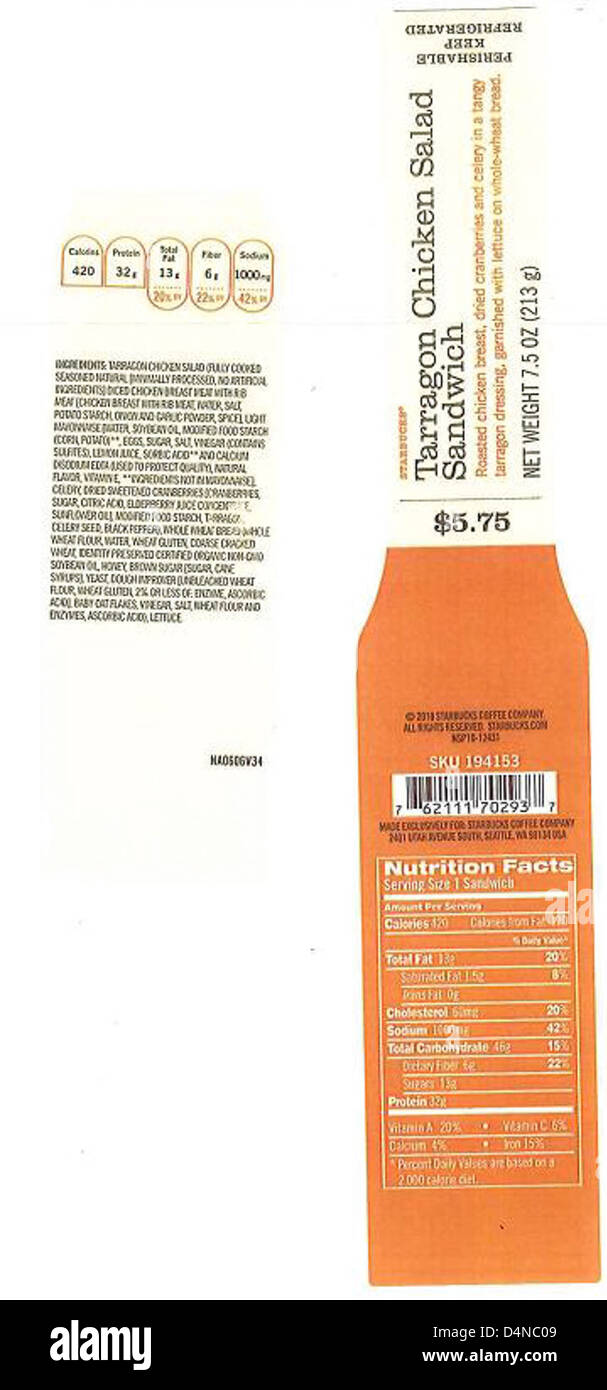 Calories
420
Protein
32g
Total
Fat
13g
20% DV
Fiber
6g
22% DV
Sodium
1000mg
42% DV
INGREDIENTS: TARRAGON CHICKEN SALAD (FULLY COOKED
SEASONED NATURAL [MINIMALLY PROCESSED, NO ARTIFICIAL
INGREDIENTS] DICED CHICKEN BREAST MEAT WITH RIB
MEAT [CHICKEN BREAST WITH RIB MEAT, WATER, SALT,
POTATO STARCH, ONION AND GARLIC POWDER, SPICE], LIGHT
MAYONNAISE [WATER, SOYBEAN OIL, MODIFIED FOOD STARCH
(CORN, POTATO)**, EGGS, SUGAR, SALT, VINEGAR (CONTAINS
SULFITES), LEMON JUICE, SORBIC ACID** AND CALCIUM
DISODIUM EDTA (USED TO PROTECT QUALITY), NATURAL
FLAVOR, VITAMIN E, **INGREDIENTS NOT IN MAYONNAISE],
CELERY, DRIED SWEETENED CRANBERRIES [CRANBERRIES,
SUGAR, CITRIC ACID, ELDERBERRY JUICE
SUNFLOWER OIL], MODIFIED FOOD STARCH,
CELERY SEED, BLACK PEPPER), WHOLE WHEAT BREAD (WHOLE
WHEAT FLOUR, WATER, WHEAT GLUTEN, COARSE CRACKED
WHEAT, IDENTITY PRESERVED CERTIFIED ORGANIC NON-GMO
SOYBEAN OIL, HONEY, BROWN SUGAR [SUGAR, CANE
SYRUPS], YEAST, DOUGH IMPROVER [UNBLEACHED WHEAT
FLOUR, WHEAT GLUTEN, 2% OR LESS OF: ENZYME, ASCORBIC
ACID], BABY OAT FLAKES, VINEGAR, SALT, WHEAT FLOUR AND
ENZYMES, ASCORBIC ACID), LETTUCE.
NA0606V34
PERISHABLE
KEEP
REFRIGERATED
STARBUCKS®
Tarragon Chicken Salad
Sandwich
Roasted chicken breast, dried cranberries and celery in a tangy
tarragon dressing, garnished with lettuce on whole-wheat bread.
NET WEIGHT 7.5 OZ (213 g)
$5.75
© 2010 STARBUCKS COFFEE COMPANY
ALL RIGHTS RESERVED. STARBUCKS.COM
NSP10-12431
SKU 194153
7 62111 70293 7
MADE EXCLUSIVELY FOR: STARBUCKS COFFEE COMPANY
2401 UTAH AVENUE SOUTH, SEATTLE, WA 98134 USA
Nutrition Facts
Serving Size 1 Sandwich
Amount Per Serving
Calories 420 Calories from Fat
% Daily Value*
Total Fat 13g 20%
Saturated Fat 1.5g 8%
Trans Fat 0g
Cholesterol 60mg 20%
Sodium 1000mg 42%
Total Carbohydrate 46g 15%
Dietary Fiber 6g 22%
Sugars 13g
Protein 32g
Vitamin A 20% • Vitamin C 6%
Calcium 4% • Iron 15%
* Percent Daily Values are based on a
2,000 calorie diet.
alamy
Image ID: D4NC09
www.alamy.com